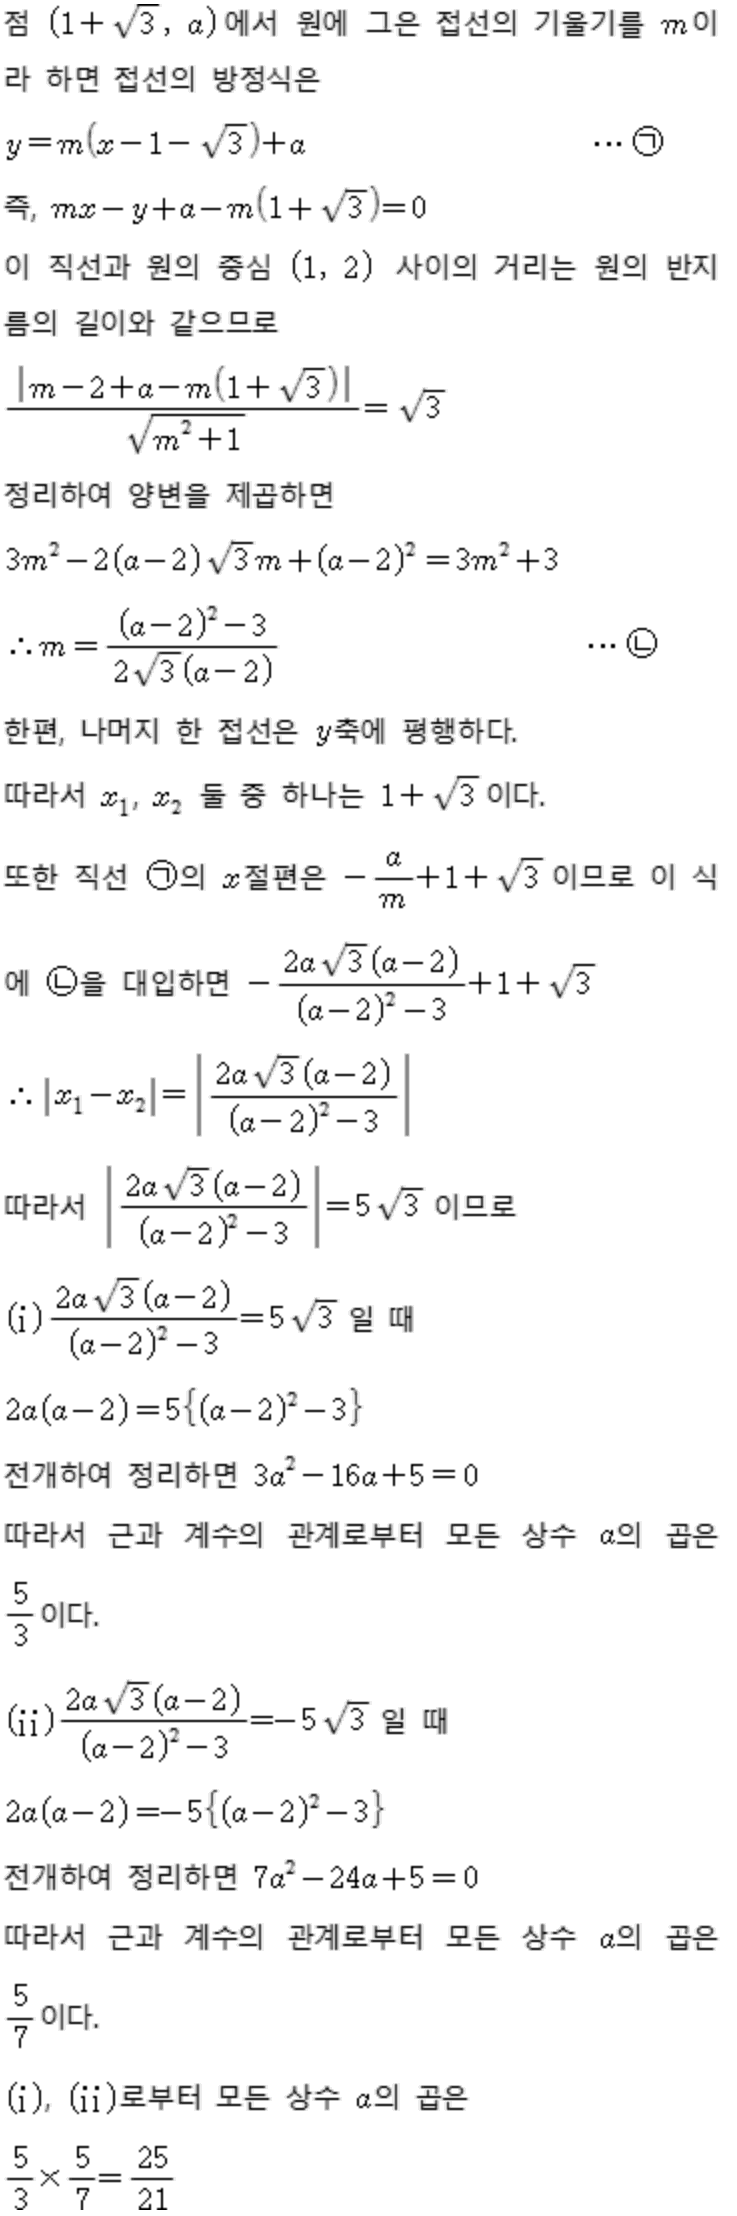 점 (1+√3, a)에서 원에 그은 접선의 기울기를 m이
라 하면 접선의 방정식은
y=m(x-1-√3)+a ⋯ ㉠
즉, mx-y+a-m(1+√3)=0
이 직선과 원의 중심 (1, 2) 사이의 거리는 원의 반지
름의 길이와 같으므로
|m-2+a-m(1+√3)|/√(m²+1) = √3
정리하여 양변을 제곱하면
3m²-2(a-2)√3m+(a-2)²=3m²+3
∴m = ((a-2)²-3)/(2√3(a-2)) ⋯ ㉡
한편, 나머지 한 접선은 y축에 평행하다.
따라서 x₁, x₂ 둘 중 하나는 1+√3이다.
또한 직선 ㉠의 x절편은 -a/m+1+√3이므로 이 식
에 ㉡을 대입하면 -(2a√3(a-2))/((a-2)²-3)+1+√3
∴|x₁-x₂|=|(2a√3(a-2))/((a-2)²-3)|
따라서 |(2a√3(a-2))/((a-2)²-3)|=5√3 이므로
(i) (2a√3(a-2))/((a-2)²-3)=5√3 일 때
2a(a-2)=5{(a-2)²-3}
전개하여 정리하면 3a²-16a+5=0
따라서 근과 계수의 관계로부터 모든 상수 a의 곱은
5/3이다.
(ii) (2a√3(a-2))/((a-2)²-3)=-5√3 일 때
2a(a-2)=-5{(a-2)²-3}
전개하여 정리하면 7a²-24a+5=0
따라서 근과 계수의 관계로부터 모든 상수 a의 곱은
5/7이다.
(i), (ii)로부터 모든 상수 a의 곱은
5/3×5/7=25/21